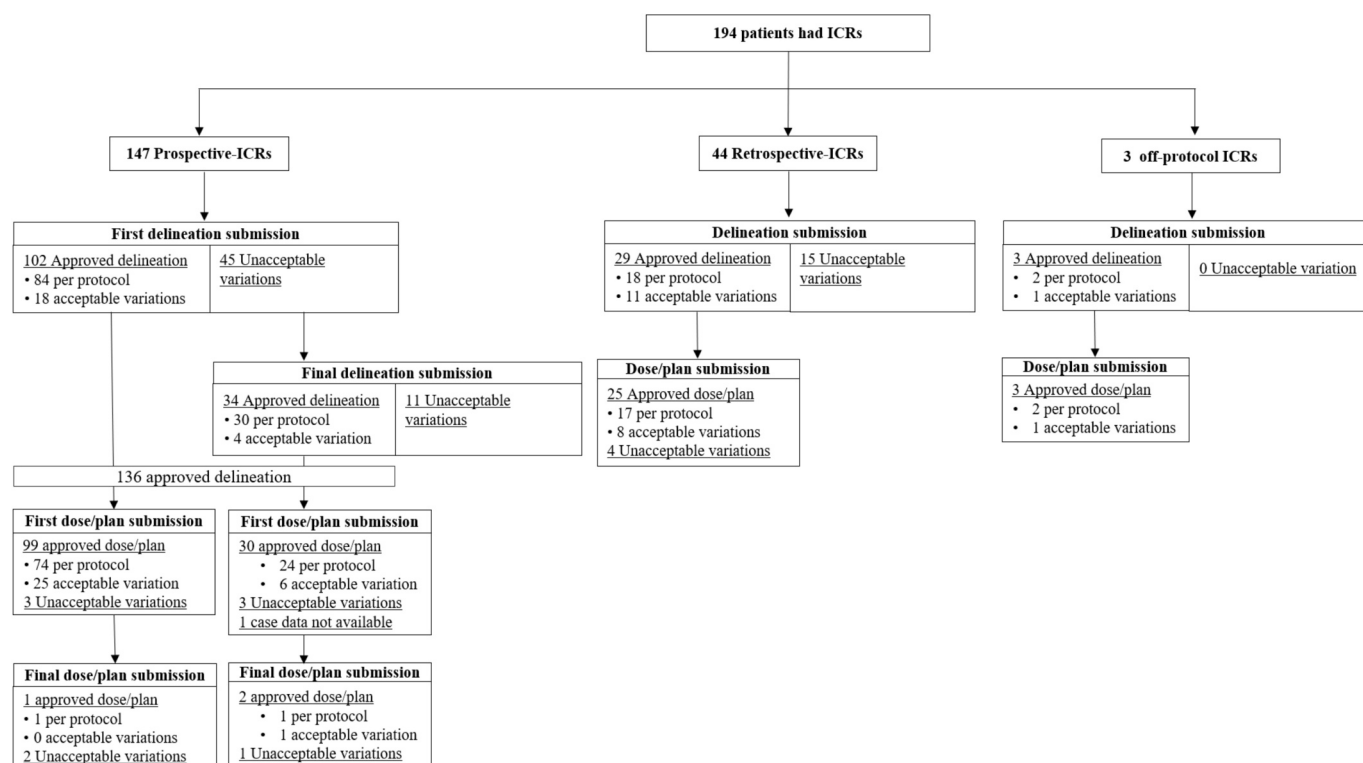 194 patients had ICRs
147 Prospective-ICRs
44 Retrospective-ICRs
3 off-protocol ICRs
First delineation submission
102 Approved delineation
• 84 per protocol
• 18 acceptable variations
45 Unacceptable
variations
Delineation submission
29 Approved delineation
• 18 per protocol
• 11 acceptable variations
15 Unacceptable
variations
Delineation submission
3 Approved delineation
• 2 per protocol
• 1 acceptable variations
0 Unacceptable variation
Final delineation submission
34 Approved delineation
• 30 per protocol
• 4 acceptable variation
11 Unacceptable
variations
Dose/plan submission
25 Approved dose/plan
• 17 per protocol
• 8 acceptable variations
4 Unacceptable variations
Dose/plan submission
3 Approved dose/plan
• 2 per protocol
• 1 acceptable variations
136 approved delineation
First dose/plan submission
99 approved dose/plan
• 74 per protocol
• 25 acceptable variation
3 Unacceptable variations
First dose/plan submission
30 approved dose/plan
• 24 per protocol
• 6 acceptable variation
3 Unacceptable variations
1 case data not available
Final dose/plan submission
1 approved dose/plan
• 1 per protocol
• 0 acceptable variations
2 Unacceptable variations
Final dose/plan submission
2 approved dose/plan
• 1 per protocol
• 1 acceptable variation
1 Unacceptable variations